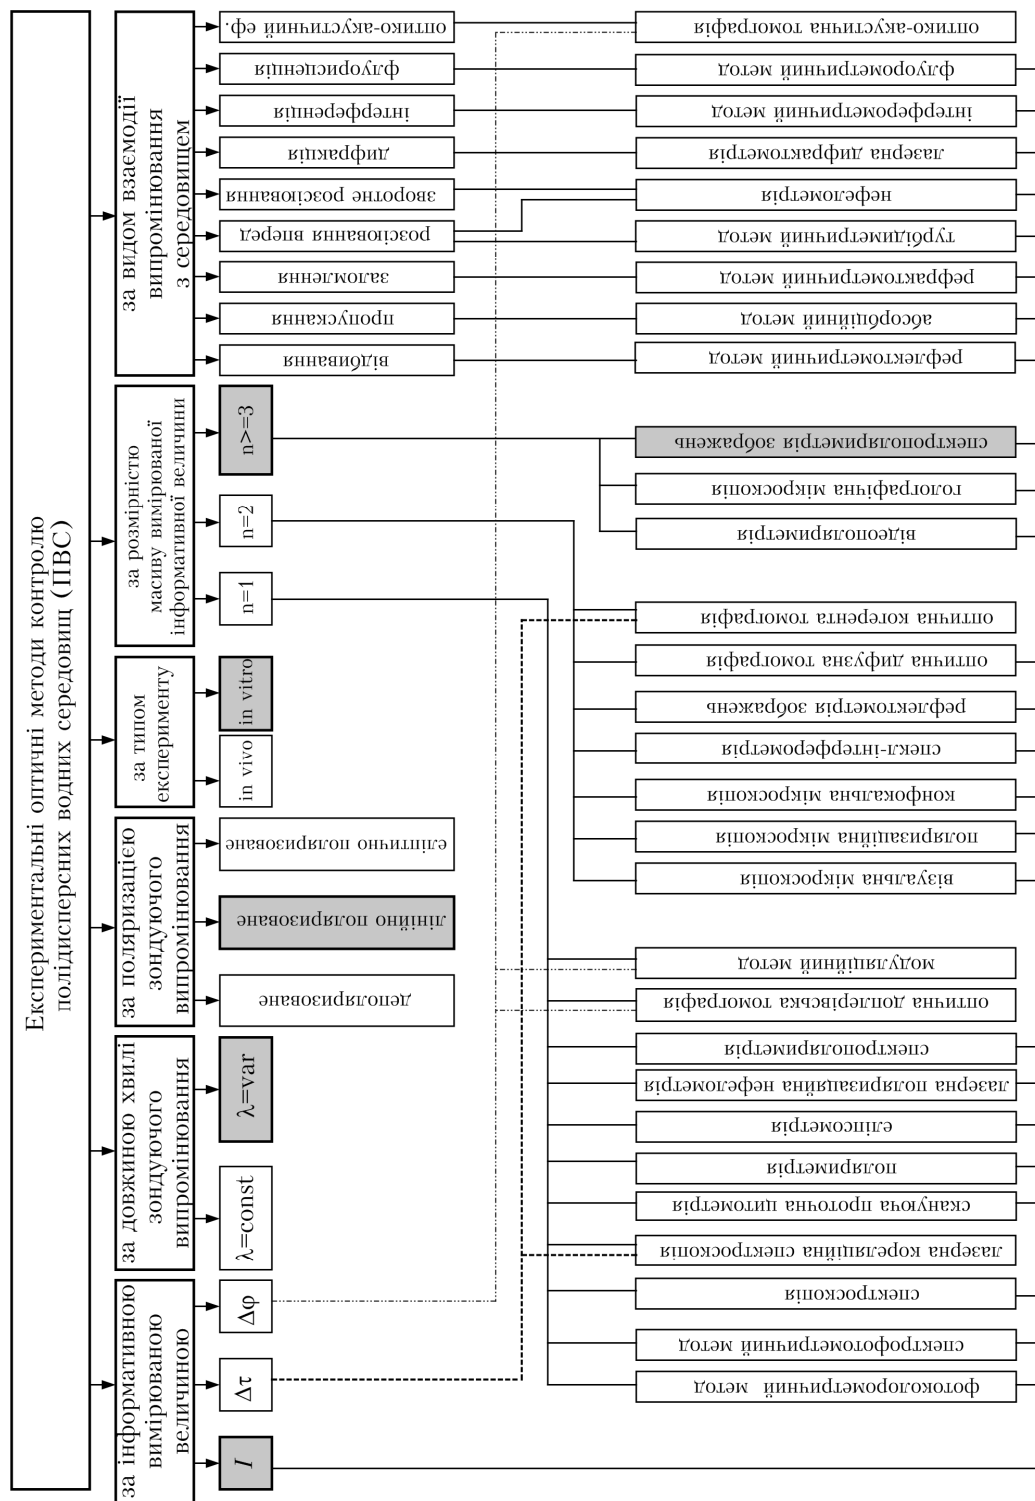 Експериментальні оптичні методи контролю
полідисперсних водних середовищ (ПВС)
за інформативною
вимірюваною
величиною
за довжиною хвилі
зондуючого
випромінювання
за поляризацією
зондуючого
випромінювання
за типом
експерименту
за розмірністю
масиву вимірюваної
інформативної величини
за видом взаємодії
випромінювання
з середовищем
I
Δτ
Δφ
λ=const
λ=var
деполяризоване
лінійно поляризоване
еліптично поляризоване
in vivo
in vitro
n=1
n=2
n>=3
відбивання
пропускання
заломлення
розсіювання вперед
зворотне розсіювання
дифракція
інтерференція
флуорисценція
оптико-акустичний еф.
фотоколорометричний метод
спектрофотометричний метод
спектроскопія
лазерна кореляційна спектроскопія
скануюча проточна цитометрія
поляриметрія
еліпсометрія
лазерна поляризаційна нефелометрія
спектрополяриметрія
оптична доплерівська томографія
модуляційний метод
візуальна мікроскопія
поляризаційна мікроскопія
конфокальна мікроскопія
спекл-інтерферометрія
рефлектометрія зображень
оптична дифузна томографія
оптична когерента томографія
відеополяриметрія
голографічна мікроскопія
спектрополяриметрія зображень
рефлектометричний метод
абсорбційний метод
рефрактометричний метод
турбідиметричний метод
нефелометрія
лазерна дифрактометрія
інтерферометричний метод
флуорометричний метод
оптико-акустична томографія